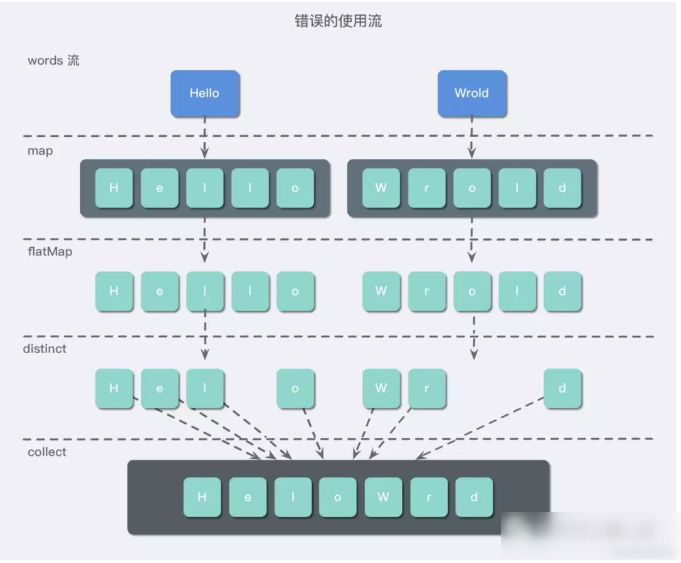 错误的使用流
words 流
Hello Wrold
map
H e l l o W r o l d
flatMap
H e l l o W r o l d
distinct
H e l o W r d
collect
H e l o W r d